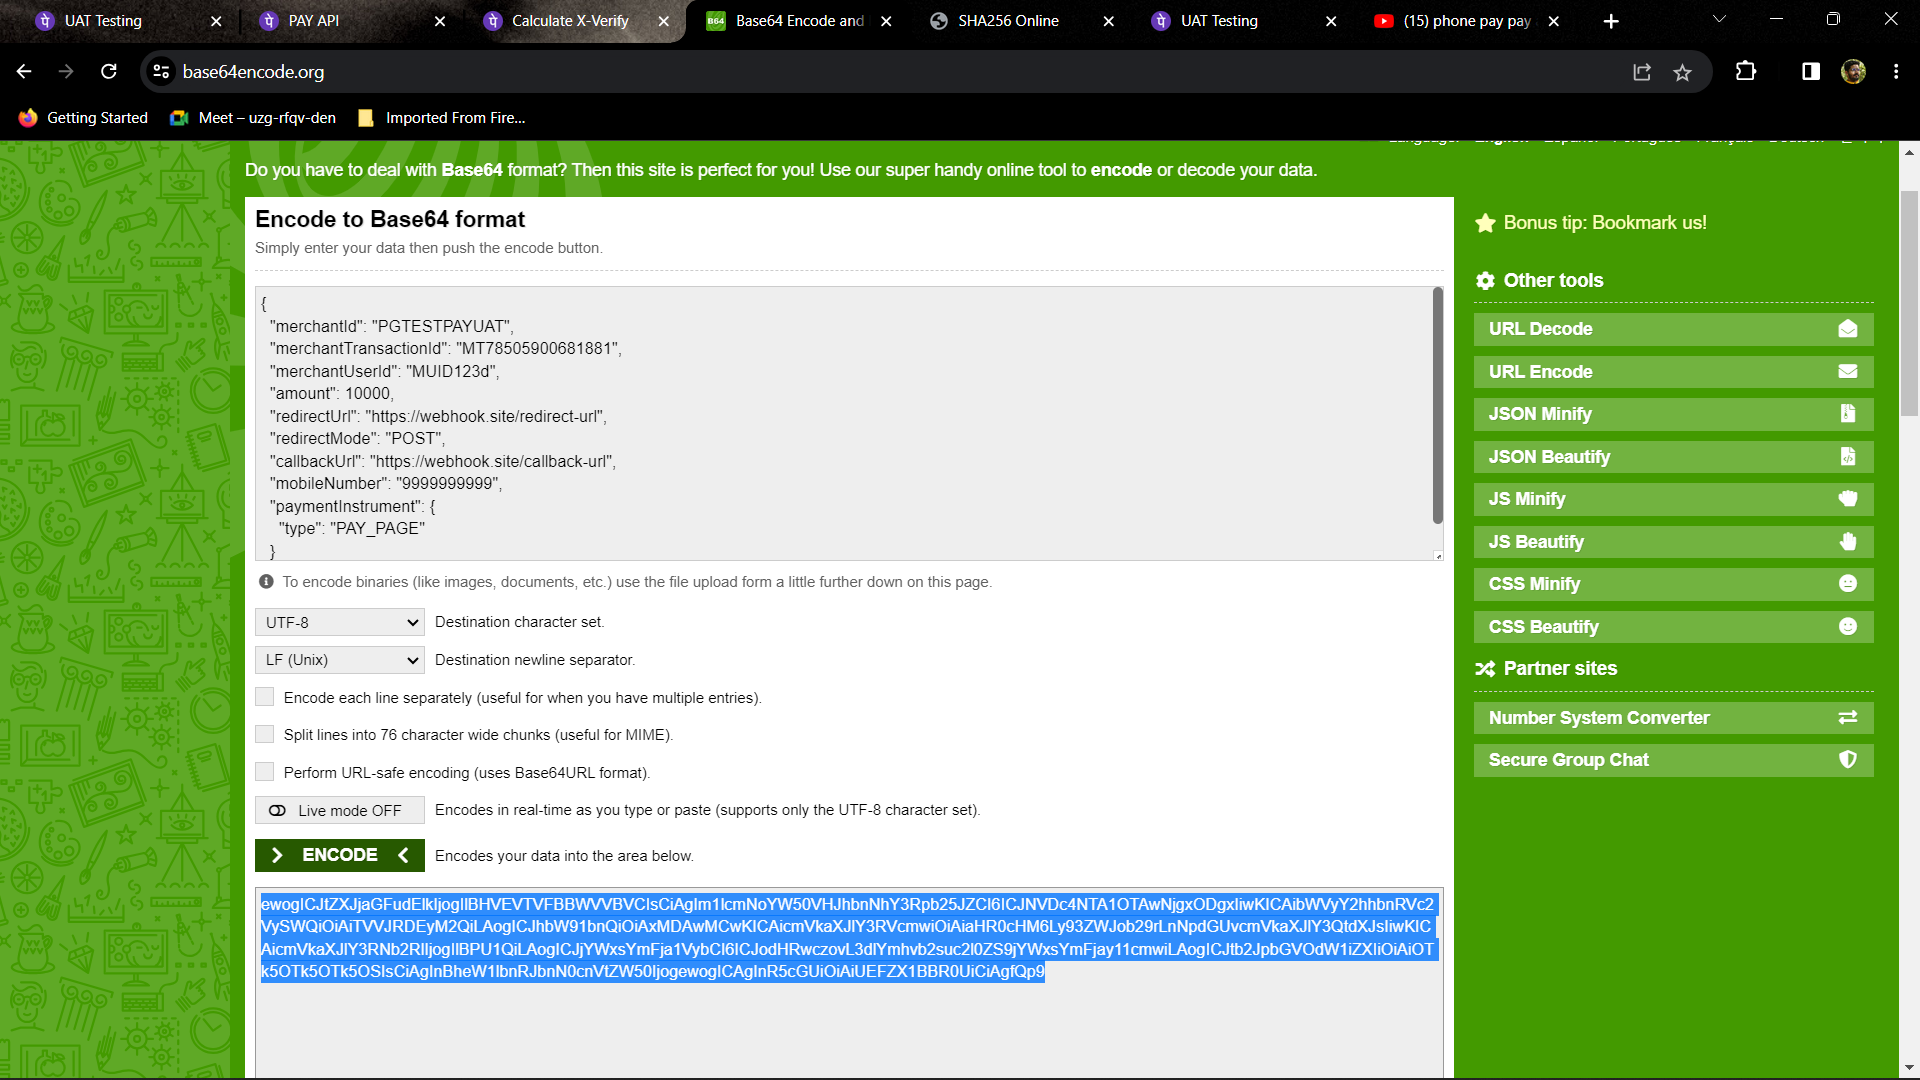 UAT Testing
PAY API
Calculate X-Verify
Base64 Encode and
SHA256 Online
UAT Testing
(15) phone pay pay
base64encode.org
Getting Started
Meet – uzg-rfqv-den
Imported From Fire...
Do you have to deal with Base64 format? Then this site is perfect for you! Use our super handy online tool to encode or decode your data.
Encode to Base64 format
Simply enter your data then push the encode button.
{
"merchantId": "PGTESTPAYUAT",
"merchantTransactionId": "MT78505900681881",
"merchantUserId": "MUID123d",
"amount": 10000,
"redirectUrl": "https://webhook.site/redirect-url",
"redirectMode": "POST",
"callbackUrl": "https://webhook.site/callback-url",
"mobileNumber": "9999999999",
"paymentInstrument": {
"type": "PAY_PAGE"
}
To encode binaries (like images, documents, etc.) use the file upload form a little further down on this page.
UTF-8 Destination character set.
LF (Unix) Destination newline separator.
Encode each line separately (useful for when you have multiple entries).
Split lines into 76 character wide chunks (useful for MIME).
Perform URL-safe encoding (uses Base64URL format).
Live mode OFF Encodes in real-time as you type or paste (supports only the UTF-8 character set).
> ENCODE < Encodes your data into the area below.
ewogICJtZXJjaGFudElkIjogIlBHVEVTVFBBWVVBVCIsCiAgIm1lcmNoYW50VHJhbnNhY3Rpb25JZCI6ICJNVDc4NTA1OTAwNjgxODgxIiwKICAibWVyY2hhbnRVc2
VySWQiOiAiTVVJRDEyM2QiLAogICJhbW91bnQiOiAxMDAwMCwKICAicmVkaXJlY3RVcmwiOiAiaHR0cHM6Ly93ZWJob29rLnNpdGUvcmVkaXJlY3QtdXJsIiwKIC
AicmVkaXJlY3RNb2RlIjogIlBPU1QiLAogICJjYWxsYmFja1VybCI6ICJodHRwczovL3dlYmhvb2suc2l0ZS9jYWxsYmFjay11cmwiLAogICJtb2JpbGVOdW1iZXIiOiAiOT
k5OTk5OTk5OSIsCiAgInBheW1lbnRJbnN0cnVtZW50IjogewogICAgInR5cGUiOiAiUEFZX1BBR0UiCiAgfQp9
Bonus tip: Bookmark us!
Other tools
URL Decode
URL Encode
JSON Minify
JSON Beautify
JS Minify
JS Beautify
CSS Minify
CSS Beautify
Partner sites
Number System Converter
Secure Group Chat